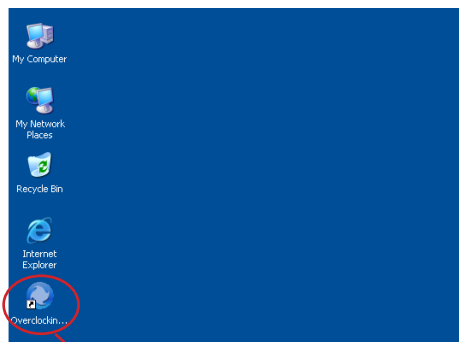 My Computer
My Network
Places
Recycle Bin
Internet
Explorer
Overclockin...